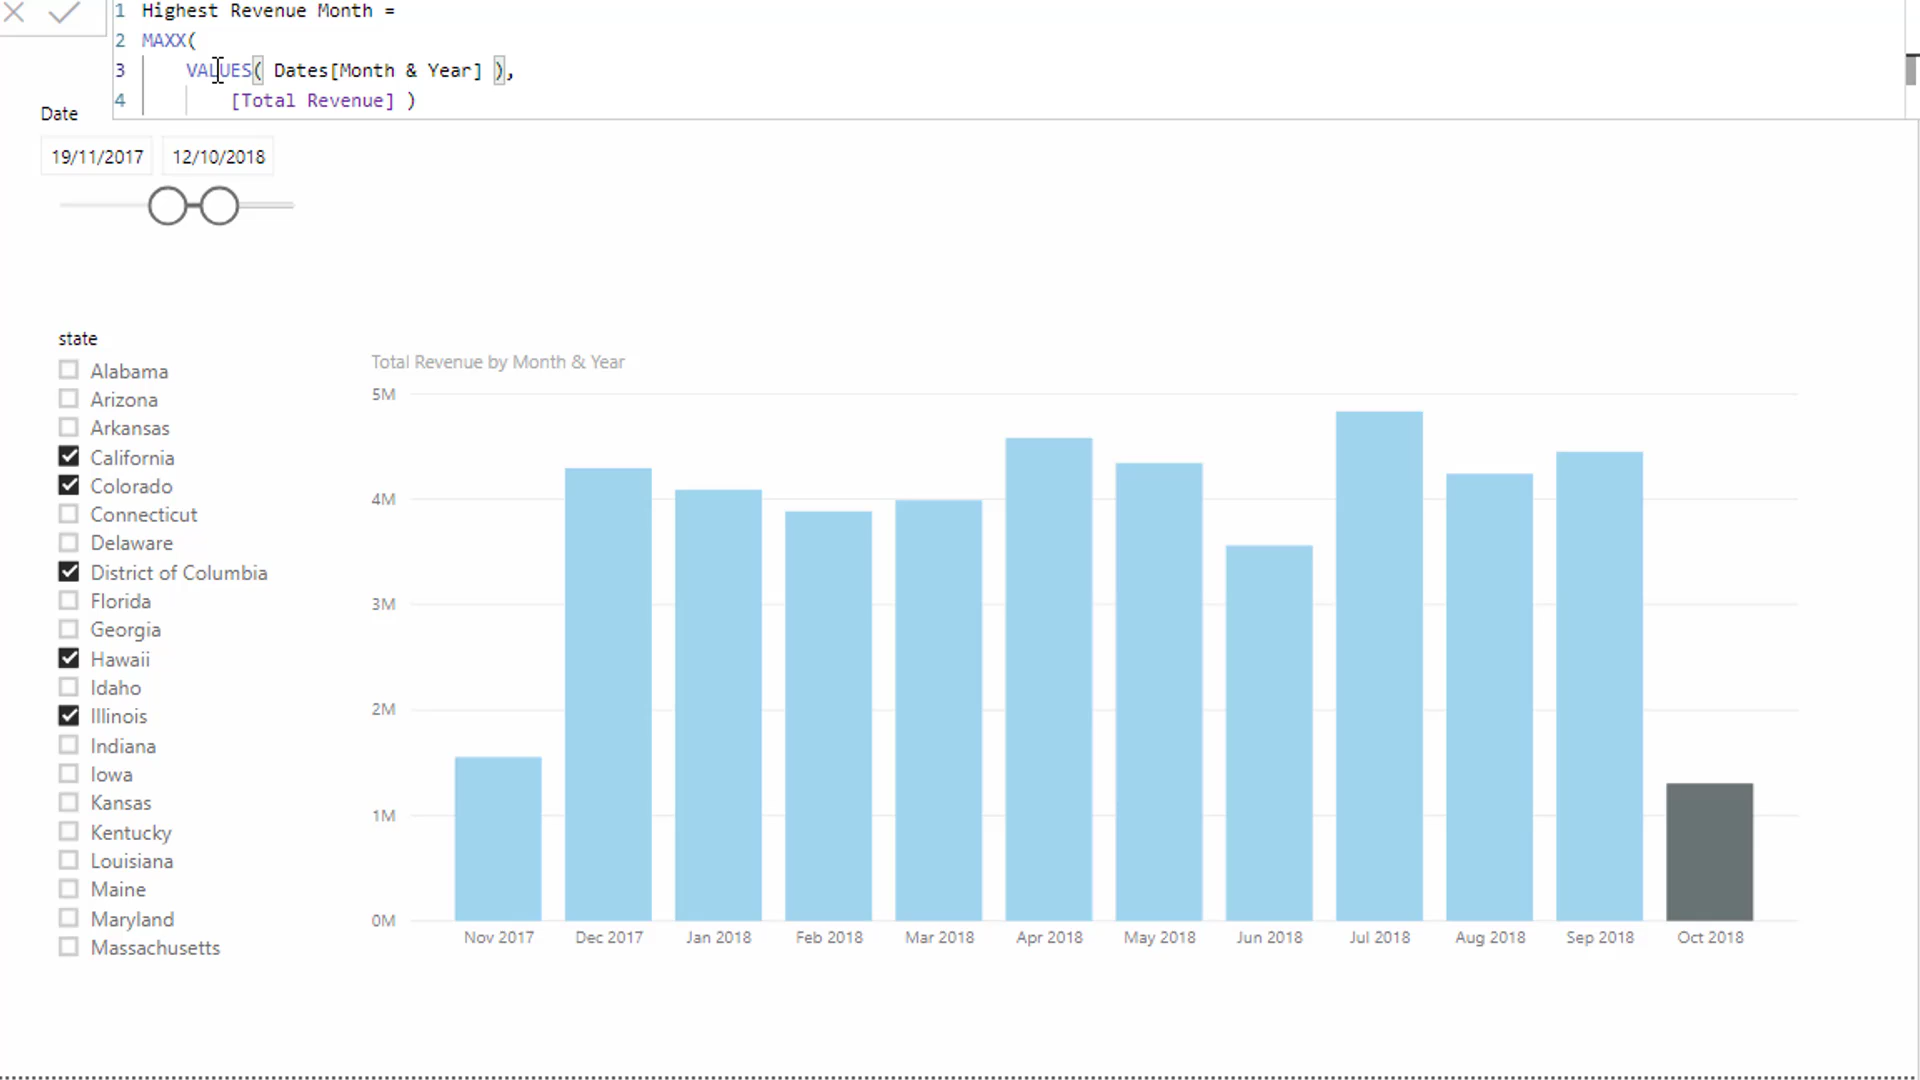 1 Highest Revenue Month =
2 MAXX(
3 VALUES( Dates[Month & Year] ),
4 [Total Revenue] )
Date
19/11/2017 12/10/2018
state
Alabama
Arizona
Arkansas
California
Colorado
Connecticut
Delaware
District of Columbia
Florida
Georgia
Hawaii
Idaho
Illinois
Indiana
Iowa
Kansas
Kentucky
Louisiana
Maine
Maryland
Massachusetts
Total Revenue by Month & Year
5M
4M
3M
2M
1M
0M
Nov 2017 Dec 2017 Jan 2018 Feb 2018 Mar 2018 Apr 2018 May 2018 Jun 2018 Jul 2018 Aug 2018 Sep 2018 Oct 2018